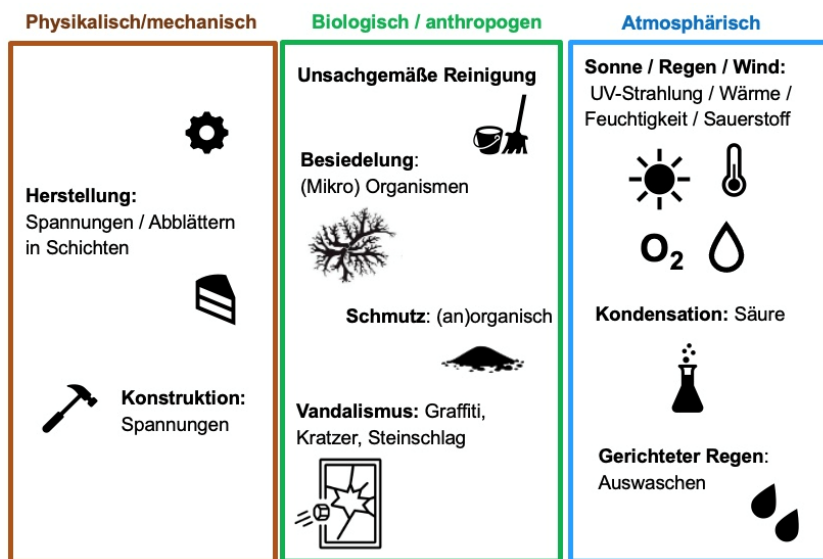 Physikalisch/mechanisch
Herstellung:
Spannungen / Abblättern
in Schichten
Konstruktion:
Spannungen
Biologisch / anthropogen
Unsachgemäße Reinigung
Besiedelung:
(Mikro) Organismen
Schmutz: (an)organisch
Vandalismus: Graffiti,
Kratzer, Steinschlag
Atmosphärisch
Sonne / Regen / Wind:
UV-Strahlung / Wärme /
Feuchtigkeit / Sauerstoff
O₂
Kondensation: Säure
Gerichteter Regen:
Auswaschen